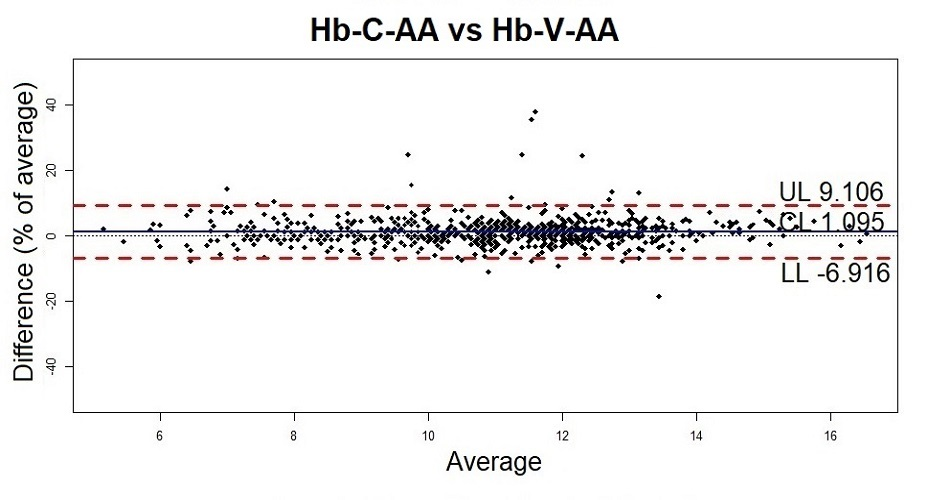 Hb-C-AA vs Hb-V-AA
Difference (% of average)
40
20
0
-20
-40
UL 9.106
CL 1.095
LL -6.916
6
8
10
12
14
16
Average